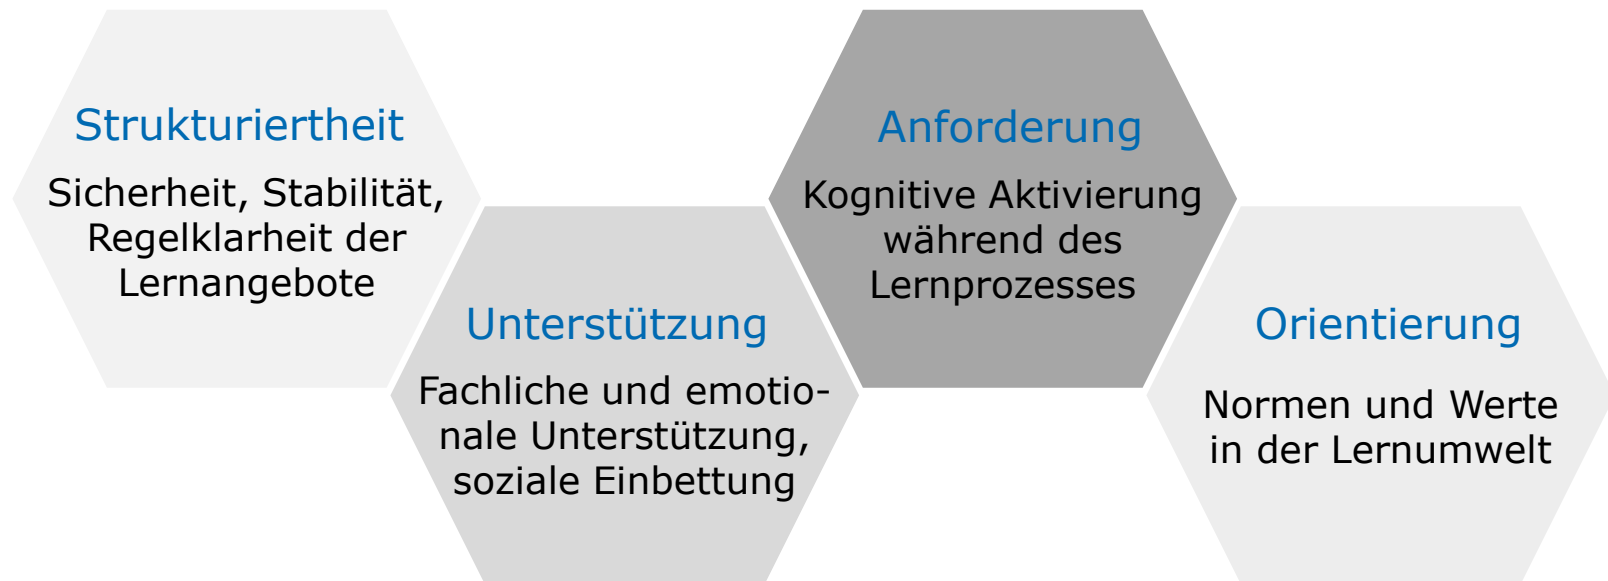 Strukturiertheit
Sicherheit, Stabilität,
Regelklarheit der
Lernangebote
Unterstützung
Fachliche und emotio-
nale Unterstützung,
soziale Einbettung
Anforderung
Kognitive Aktivierung
während des
Lernprozesses
Orientierung
Normen und Werte
in der Lernumwelt